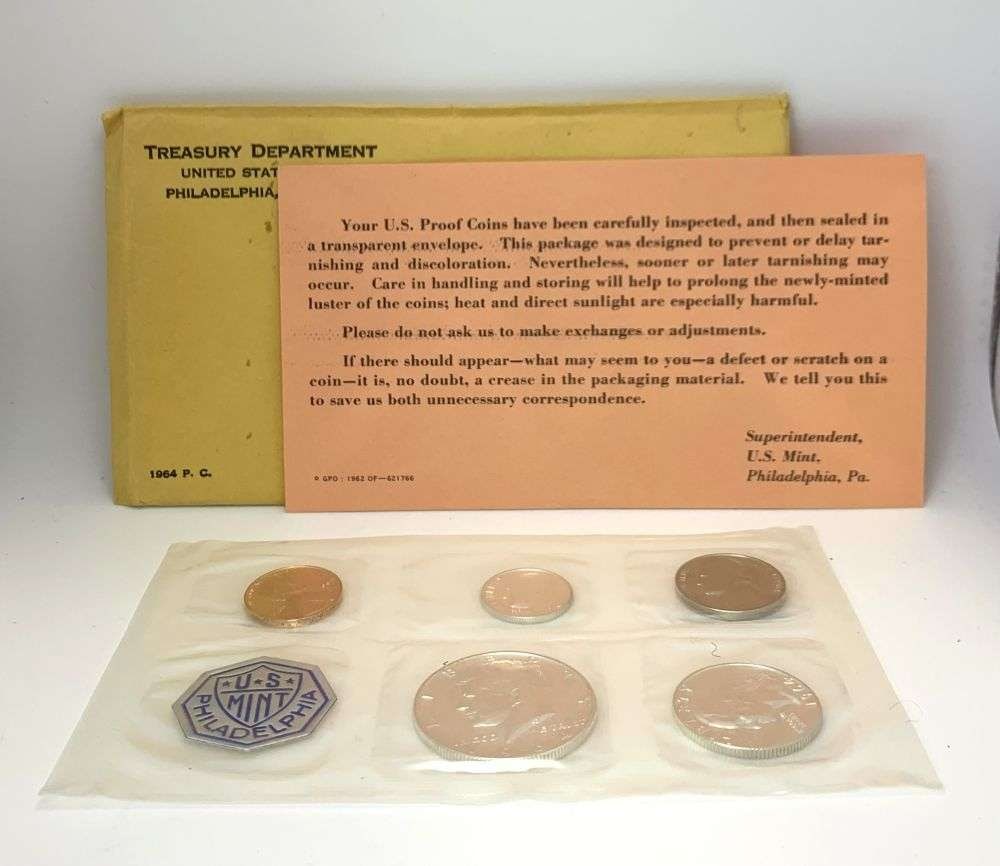 TREASURY DEPARTMENT
UNITED STAT
PHILADELPHIA,
1964 P. C.
Your U.S. Proof Coins have been carefully inspected, and then sealed in
a transparent envelope. This package was designed to prevent or delay tar-
nishing and discoloration. Nevertheless, sooner or later tarnishing may
occur. Care in handling and storing will help to prolong the newly-minted
luster of the coins; heat and direct sunlight are especially harmful.
Please do not ask us to make exchanges or adjustments.
If there should appear—what may seem to you—a defect or scratch on a
coin—it is, no doubt, a crease in the packaging material. We tell you this
to save us both unnecessary correspondence.
Superintendent,
U.S. Mint,
Philadelphia, Pa.
GPO : 1962 OF—621766
U.S
MINT
PHILADELPHIA